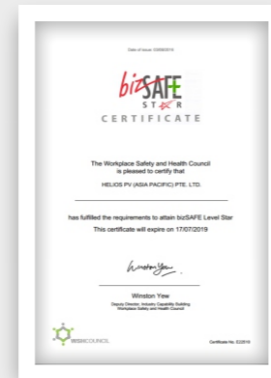 bizSAFE
STAR
CERTIFICATE
The Workplace Safety and Health Council
is pleased to certify that
HELIOS PV (ASIA PACIFIC) PTE. LTD.
has fulfilled the requirements to attain bizSAFE Level Star
This certificate will expire on 17/07/2019
Winston Yew
Deputy Director, Industry Capability Building
Workplace Safety and Health Council
WSHCOUNCIL